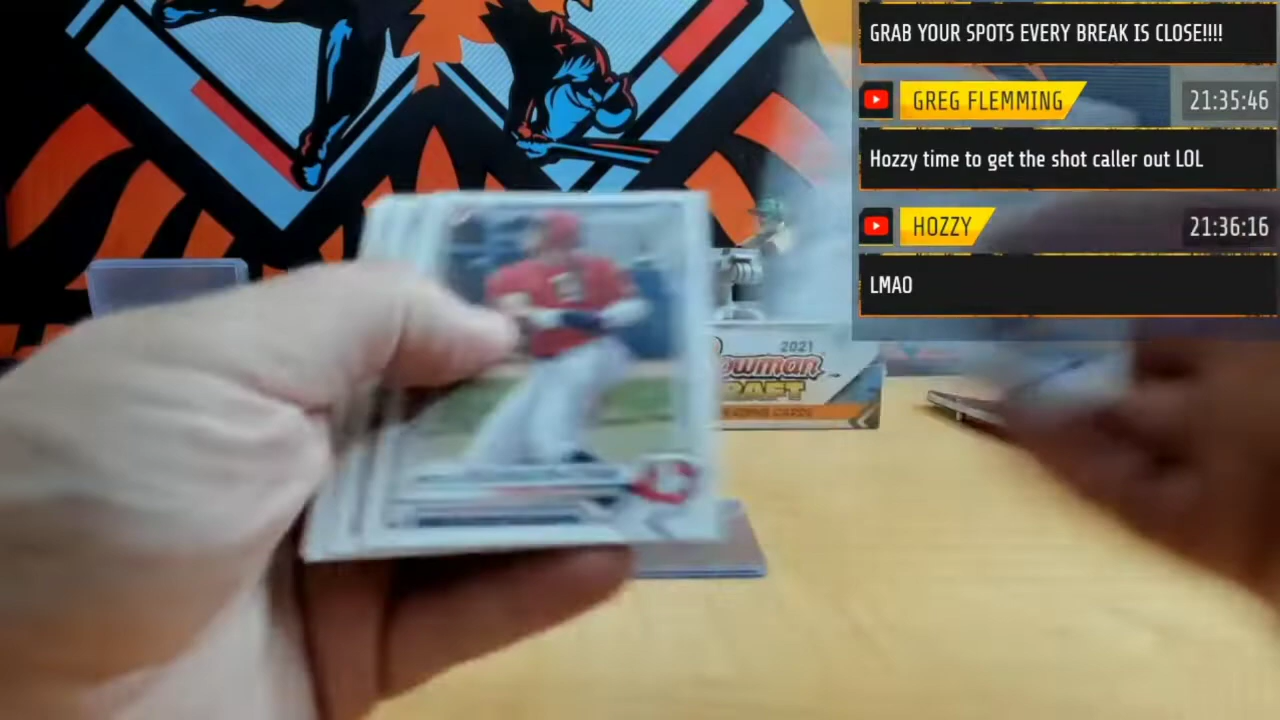 GRAB YOUR SPOTS EVERY BREAK IS CLOSE!!!!
GREG FLEMMING 21:35:46
Hozzy time to get the shot caller out LOL
HOZZY 21:36:16
LMAO
2021